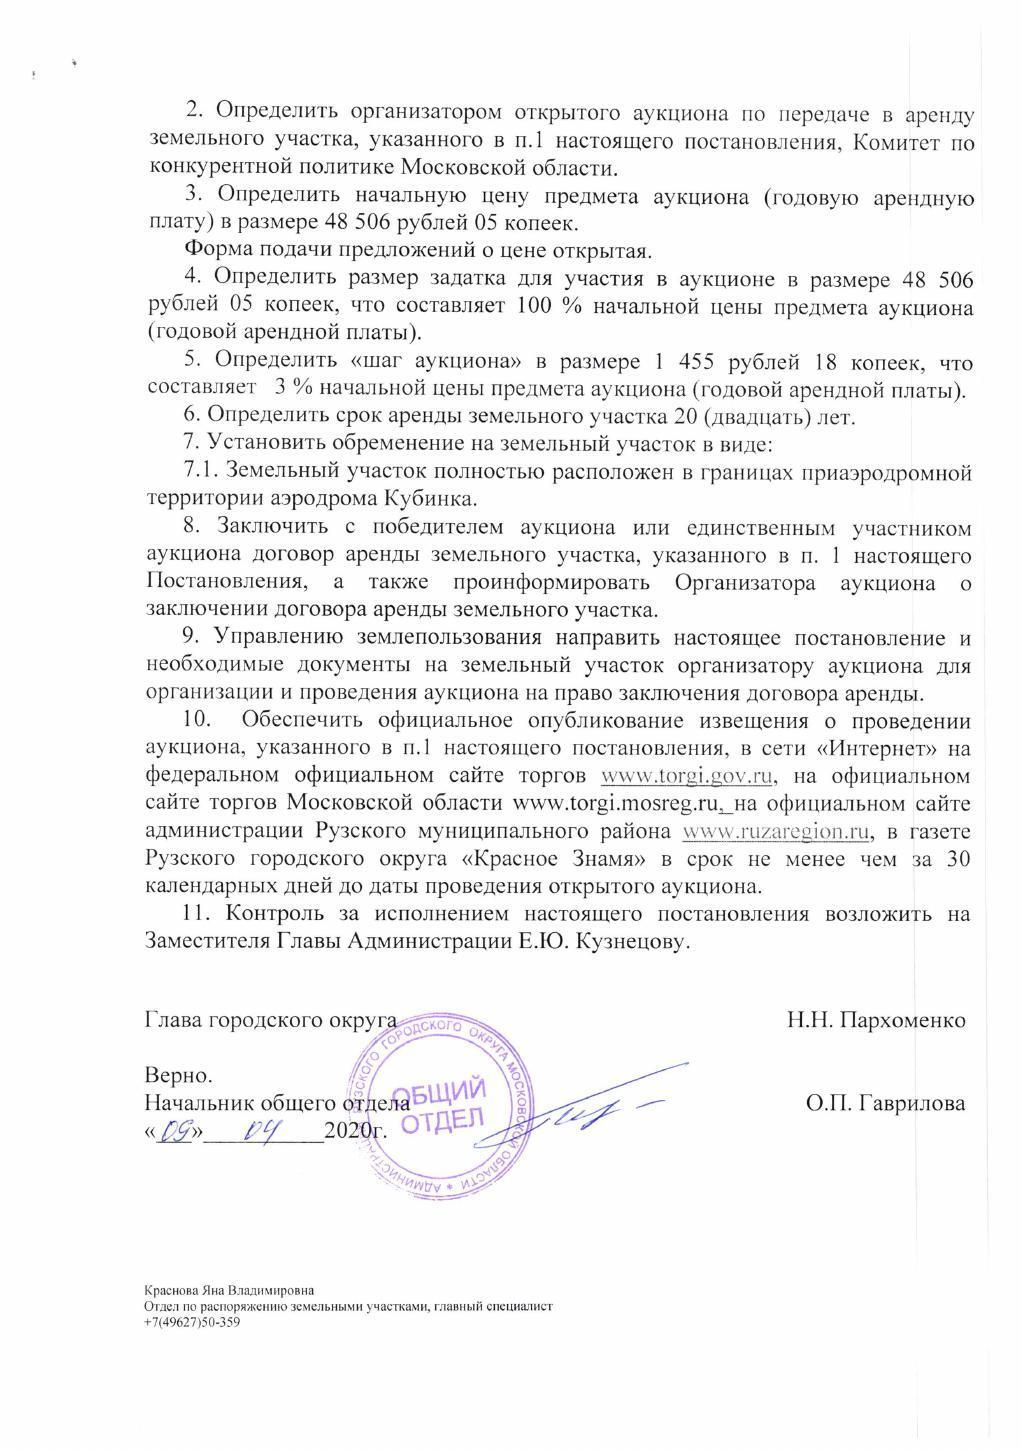 2. Определить организатором открытого аукциона по передаче в аренду
земельного участка, указанного в п.1 настоящего постановления, Комитет по
конкурентной политике Московской области.
3. Определить начальную цену предмета аукциона (годовую арендную
плату) в размере 48 506 рублей 05 копеек.
Форма подачи предложений о цене открытая.
4. Определить размер задатка для участия в аукционе в размере 48 506
рублей 05 копеек, что составляет 100 % начальной цены предмета аукциона
(годовой арендной платы).
5. Определить «шаг аукциона» в размере 1 455 рублей 18 копеек, что
составляет 3 % начальной цены предмета аукциона (годовой арендной платы).
6. Определить срок аренды земельного участка 20 (двадцать) лет.
7. Установить обременение на земельный участок в виде:
7.1. Земельный участок полностью расположен в границах приаэродромной
территории аэродрома Кубинка.
8. Заключить с победителем аукциона или единственным участником
аукциона договор аренды земельного участка, указанного в п. 1 настоящего
Постановления, а также проинформировать Организатора аукциона о
заключении договора аренды земельного участка.
9. Управлению землепользования направить настоящее постановление и
необходимые документы на земельный участок организатору аукциона для
организации и проведения аукциона на право заключения договора аренды.
10. Обеспечить официальное опубликование извещения о проведении
аукциона, указанного в п.1 настоящего постановления, в сети «Интернет» на
федеральном официальном сайте торгов www.torgi.gov.ru, на официальном
сайте торгов Московской области www.torgi.mosreg.ru, на официальном сайте
администрации Рузского муниципального района www.ruzaregion.ru, в газете
Рузского городского округа «Красное Знамя» в срок не менее чем за 30
календарных дней до даты проведения открытого аукциона.
11. Контроль за исполнением настоящего постановления возложить на
Заместителя Главы Администрации Е.Ю. Кузнецову.
Глава городского округа Н.Н. Пархоменко
Верно.
Начальник общего отдела О.П. Гаврилова
«09» 04 2020г.
АДМИНИСТРАЦИЯ РУЗСКОГО ГОРОДСКОГО ОКРУГА МОСКОВСКОЙ ОБЛАСТИ *
ОБЩИЙ
ОТДЕЛ
Краснова Яна Владимировна
Отдел по распоряжению земельными участками, главный специалист
+7(49627)50-359